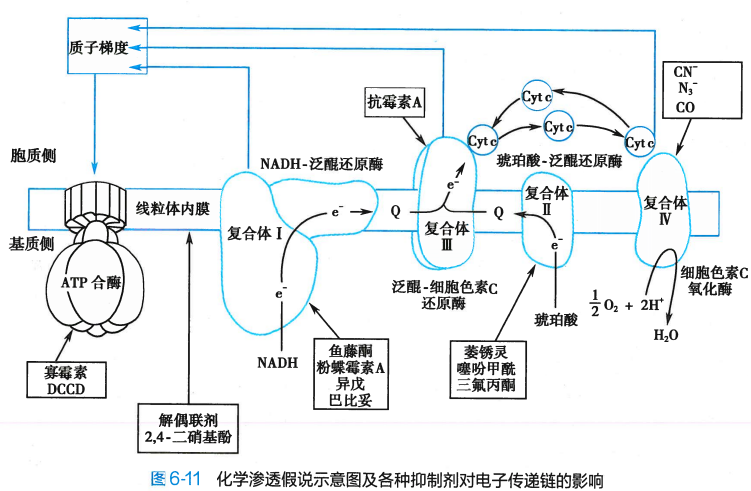 质子梯度
CN⁻
N₃⁻
CO
抗霉素A
Cyt c
Cyt c
Cyt c
Cyt c
胞质侧
NADH-泛醌还原酶
琥珀酸-泛醌还原酶
线粒体内膜
基质侧
复合体 I
e⁻
Q
e⁻
复合体
III
Q
复合体
II
e⁻
复合体
IV
ATP 合酶
e⁻
泛醌-细胞色素C
还原酶
细胞色素C
氧化酶
1/2 O₂ + 2H⁺
琥珀酸
H₂O
NADH
寡霉素
DCCD
鱼藤酮
粉蝶霉素A
异戊
巴比妥
萎锈灵
噻吩甲酰
三氟丙酮
解偶联剂
2,4-二硝基酚
图 6-11 化学渗透假说示意图及各种抑制剂对电子传递链的影响